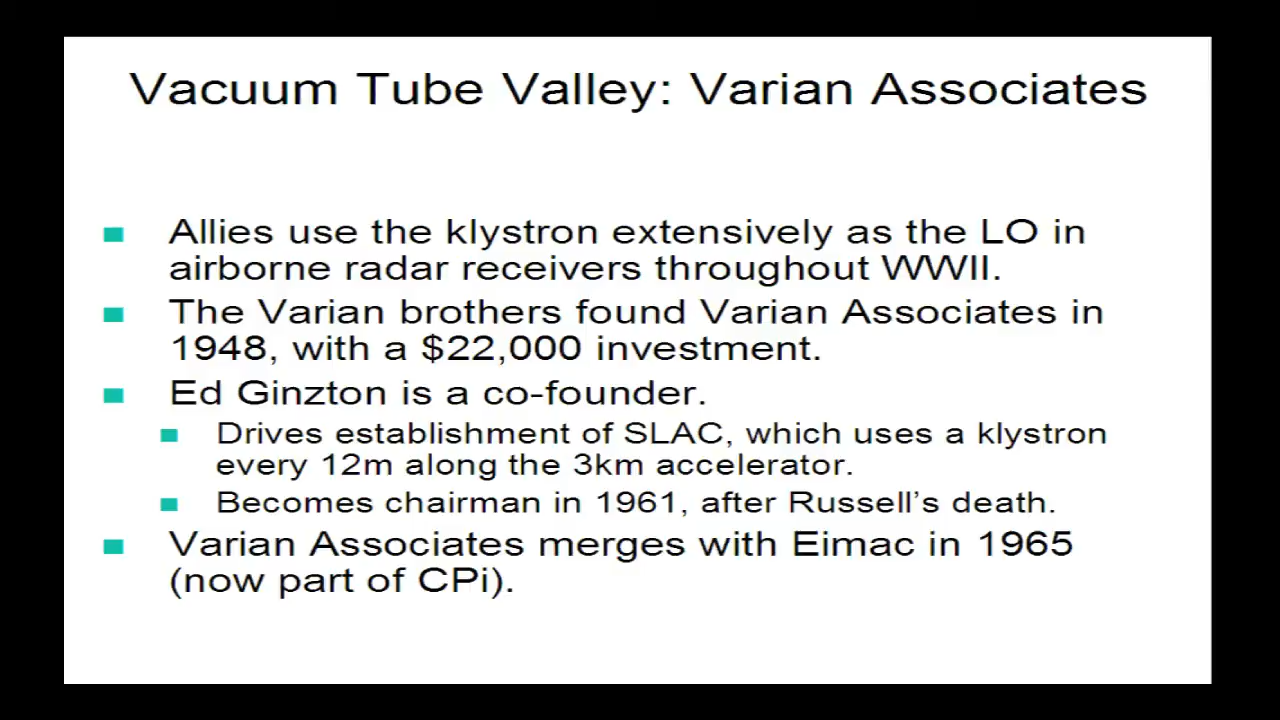 Vacuum Tube Valley: Varian Associates
Allies use the klystron extensively as the LO in
airborne radar receivers throughout WWII.
The Varian brothers found Varian Associates in
1948, with a $22,000 investment.
Ed Ginzton is a co-founder.
Drives establishment of SLAC, which uses a klystron
every 12m along the 3km accelerator.
Becomes chairman in 1961, after Russell's death.
Varian Associates merges with Eimac in 1965
(now part of CPi).